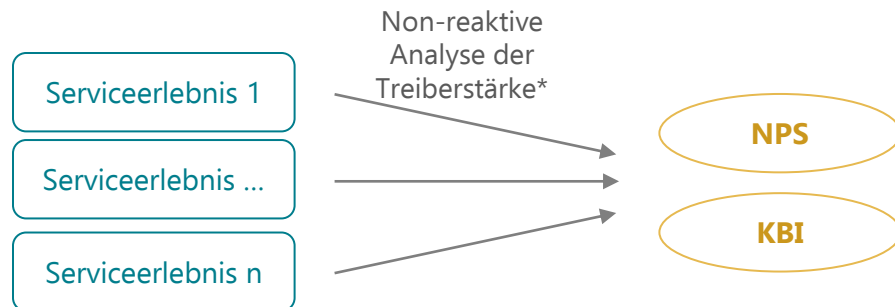 Non-reaktive
Analyse der
Treiberstärke*
Serviceerlebnis 1
Serviceerlebnis ...
Serviceerlebnis n
NPS
KBI